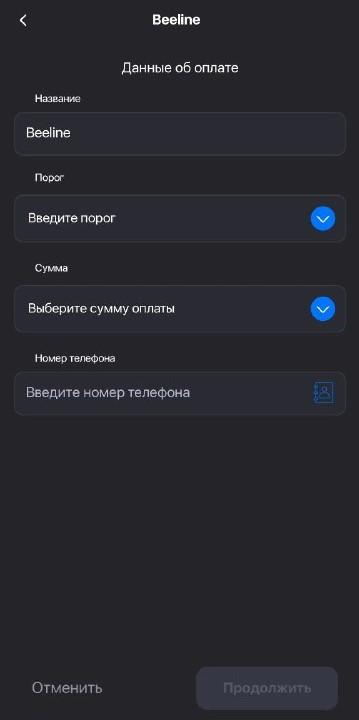 Beeline
Данные об оплате
Название
Beeline
Порог
Введите порог
Сумма
Выберите сумму оплаты
Номер телефона
Введите номер телефона
Отменить
Продолжить